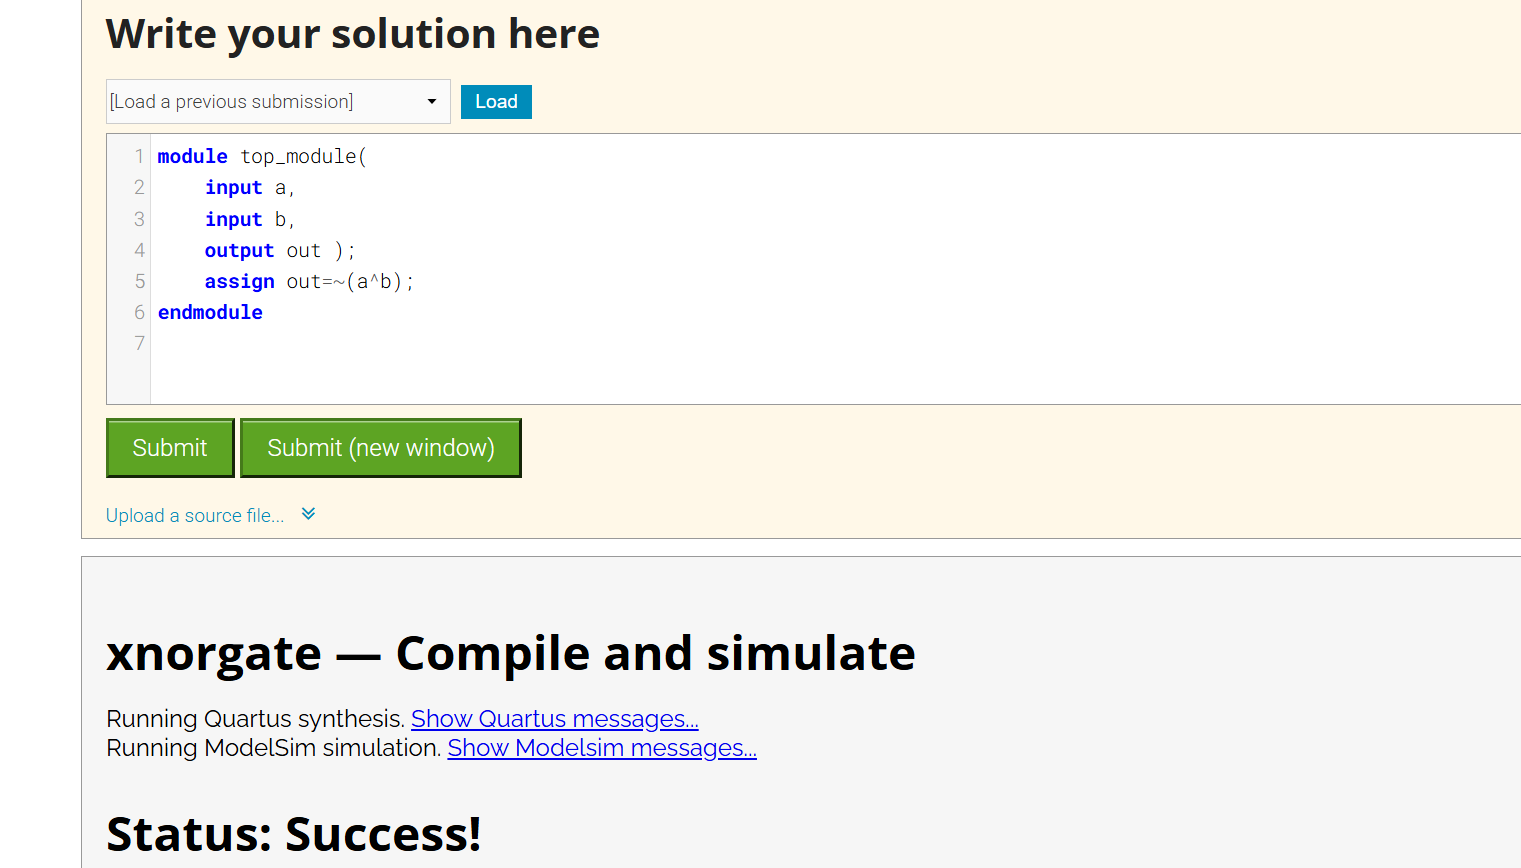 Write your solution here
[Load a previous submission] Load
1 module top_module(
2     input a,
3     input b,
4     output out );
5     assign out=~(a^b);
6 endmodule
7
Submit Submit (new window)
Upload a source file...
xnorgate — Compile and simulate
Running Quartus synthesis. Show Quartus messages...
Running ModelSim simulation. Show Modelsim messages...
Status: Success!